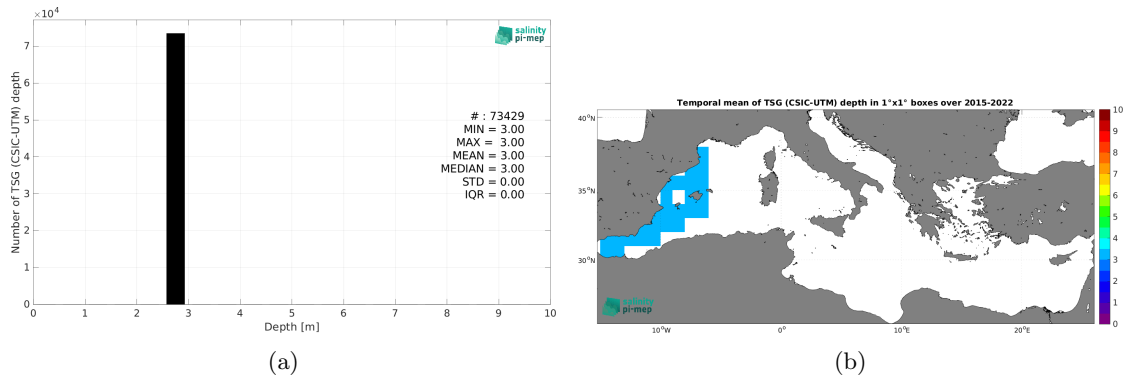 ×10⁴
7
6
5
4
3
2
1
0
Number of TSG (CSIC-UTM) depth
salinity
pi-mep
# : 73429
MIN = 3.00
MAX = 3.00
MEAN = 3.00
MEDIAN = 3.00
STD = 0.00
IQR = 0.00
0 1 2 3 4 5 6 7 8 9 10
Depth [m]
(a)
Temporal mean of TSG (CSIC-UTM) depth in 1°x1° boxes over 2015-2022
40°N
35°N
30°N
salinity
pi-mep
10°W 0° 10°E 20°E
10
9
8
7
6
5
4
3
2
1
0
(b)